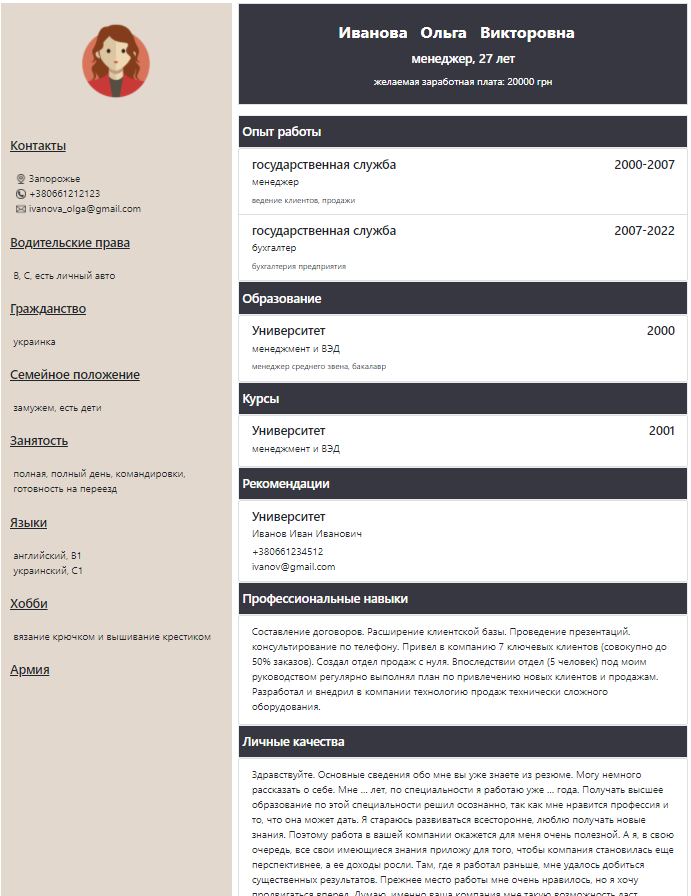 Контакты
Запорожье
+380661212123
ivanova_olga@gmail.com
Водительские права
B, C, есть личный авто
Гражданство
украинка
Семейное положение
замужем, есть дети
Занятость
полная, полный день, командировки,
готовность на переезд
Языки
английский, B1
украинский, C1
Хобби
вязание крючком и вышивание крестиком
Армия
Иванова Ольга Викторовна
менеджер, 27 лет
желаемая заработная плата: 20000 грн
Опыт работы
государственная служба 2000-2007
менеджер
ведение клиентов, продажи
государственная служба 2007-2022
бухгалтер
бухгалтерия предприятия
Образование
Университет 2000
менеджмент и ВЭД
менеджер среднего звена, бакалавр
Курсы
Университет 2001
менеджмент и ВЭД
Рекомендации
Университет
Иванов Иван Иванович
+380661234512
ivanov@gmail.com
Профессиональные навыки
Составление договоров. Расширение клиентской базы. Проведение презентаций,
консультирование по телефону. Привел в компанию 7 ключевых клиентов (совокупно до
50% заказов). Создал отдел продаж с нуля. Впоследствии отдел (5 человек) под моим
руководством регулярно выполнял план по привлечению новых клиентов и продажам.
Разработал и внедрил в компании технологию продаж технически сложного
оборудования.
Личные качества
Здравствуйте. Основные сведения обо мне вы уже знаете из резюме. Могу немного
рассказать о себе. Мне ... лет, по специальности я работаю уже ... года. Получать высшее
образование по этой специальности решил осознанно, так как мне нравится профессия и
то, что она может дать. Я стараюсь развиваться всесторонне, люблю получать новые
знания. Поэтому работа в вашей компании окажется для меня очень полезной. А я, в свою
очередь, все свои имеющиеся знания приложу для того, чтобы компания становилась еще
перспективнее, а ее доходы росли. Там, где я работал раньше, мне удалось добиться
существенных результатов. Прежнее место работы мне очень нравилось, но я хочу
продвигаться вперед. Думаю, именно ваша компания мне такую возможность даст.